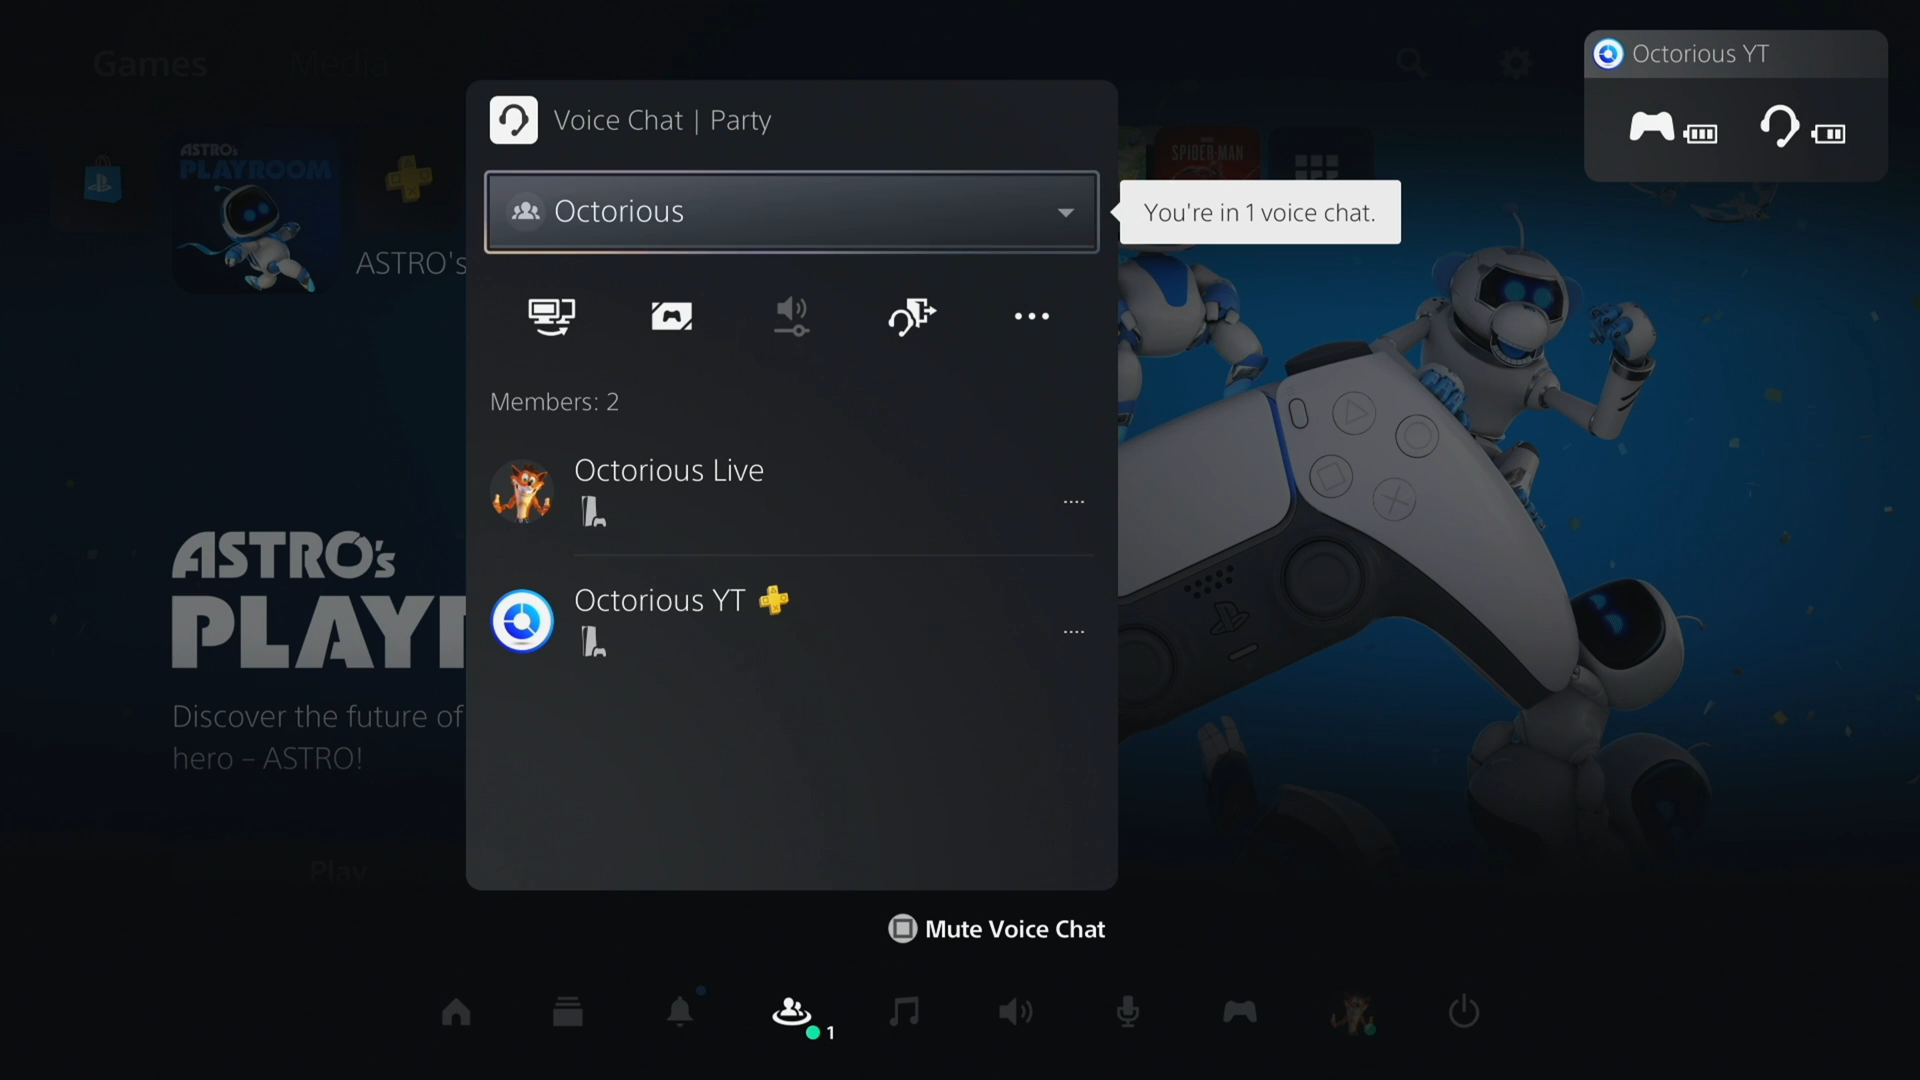 Games
Media
Octorious YT
Voice Chat | Party
ASTRO's
PLAYROOM
SPIDER-MAN
Octorious
You're in 1 voice chat.
ASTRO's
Members: 2
Octorious Live
ASTRO's
PLAY
Octorious YT
Discover the future of
hero – ASTRO!
Play
Mute Voice Chat
1